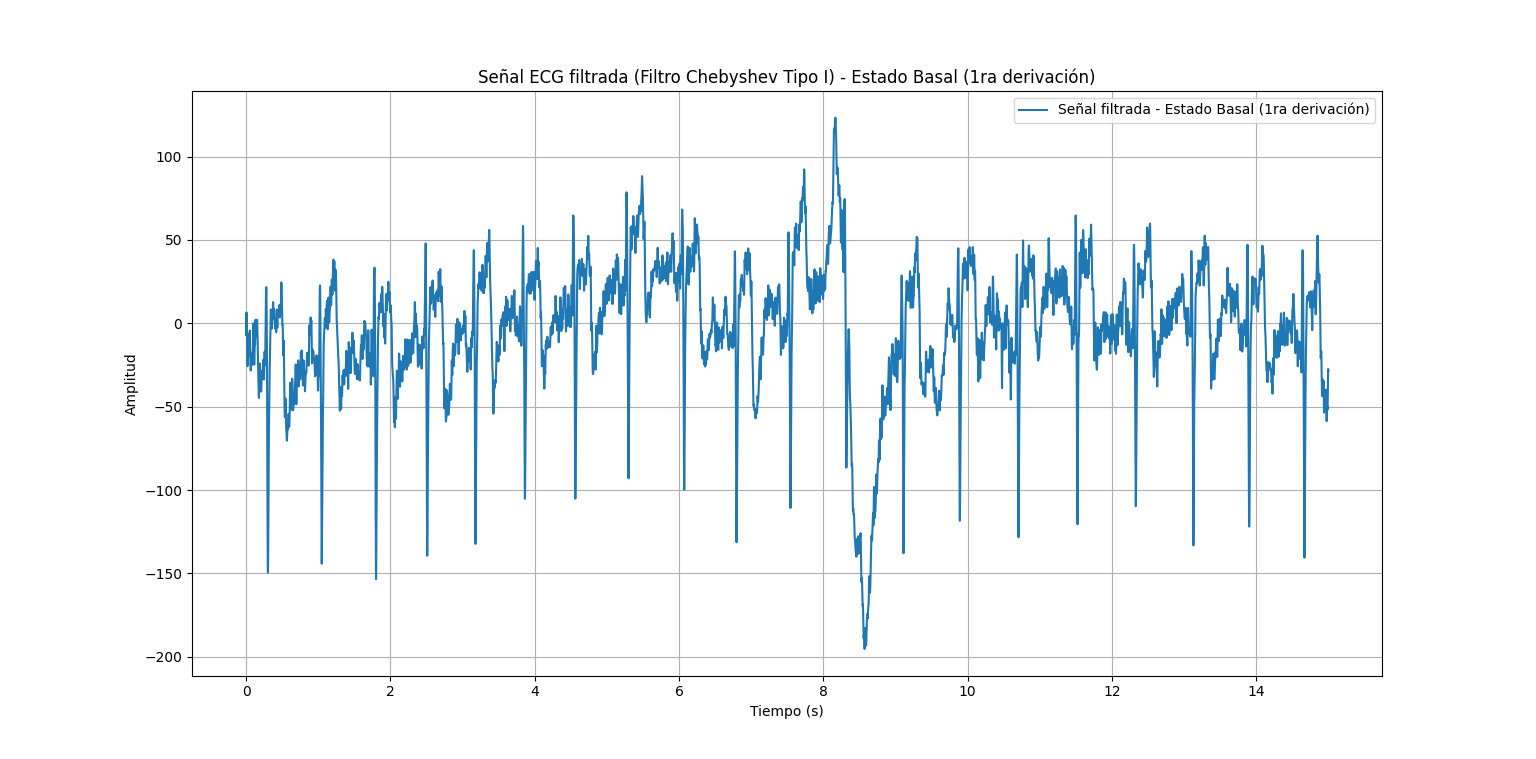 Señal ECG filtrada (Filtro Chebyshev Tipo I) - Estado Basal (1ra derivación)
Señal filtrada - Estado Basal (1ra derivación)
100
50
0
−50
−100
−150
−200
Amplitud
0 2 4 6 8 10 12 14
Tiempo (s)